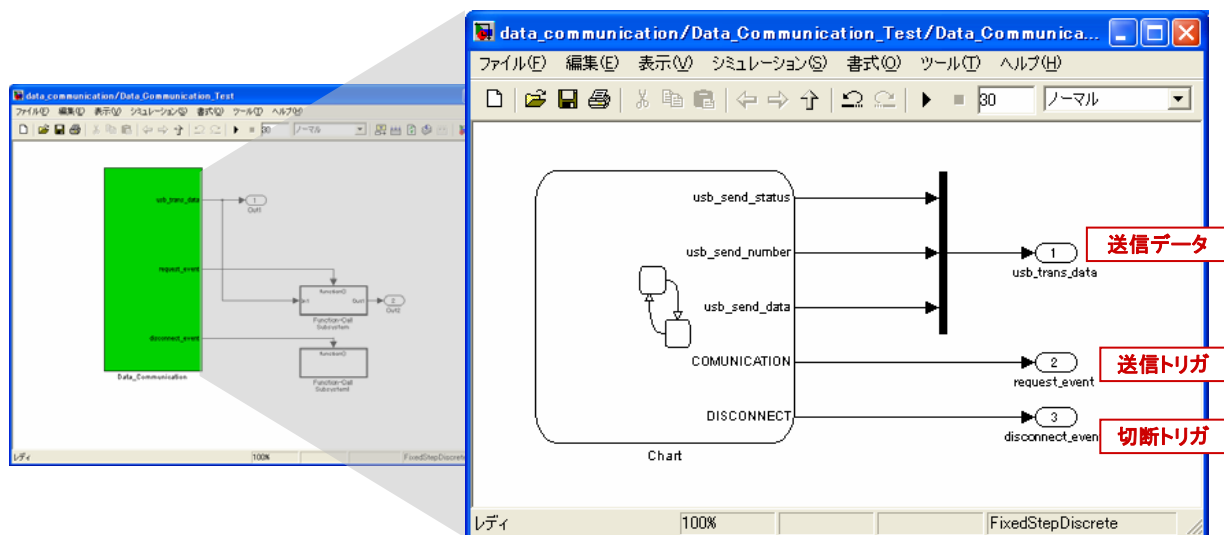 data_communication/Data_Communication_Test
ファイル(F) 編集(E) 表示(V) シミュレーション(S) 書式(O) ツール(T) ヘルプ(H)
30 ノーマル
usb_trans_data
1
Out1
request_event
function()
In1 Out1
2
Out2
Function-Call
Subsystem
disconnect_event
function()
Function-Call
Subsystem1
Data_Communication
レディ 100% FixedStepDiscrete
data_communication/Data_Communication_Test/Data_Communica...
ファイル(F) 編集(E) 表示(V) シミュレーション(S) 書式(O) ツール(T) ヘルプ(H)
30 ノーマル
usb_send_status
usb_send_number
usb_send_data
COMUNICATION
DISCONNECT
Chart
1
usb_trans_data
送信データ
2
request_event
送信トリガ
3
disconnect_even
切断トリガ
レディ 100% FixedStepDiscrete